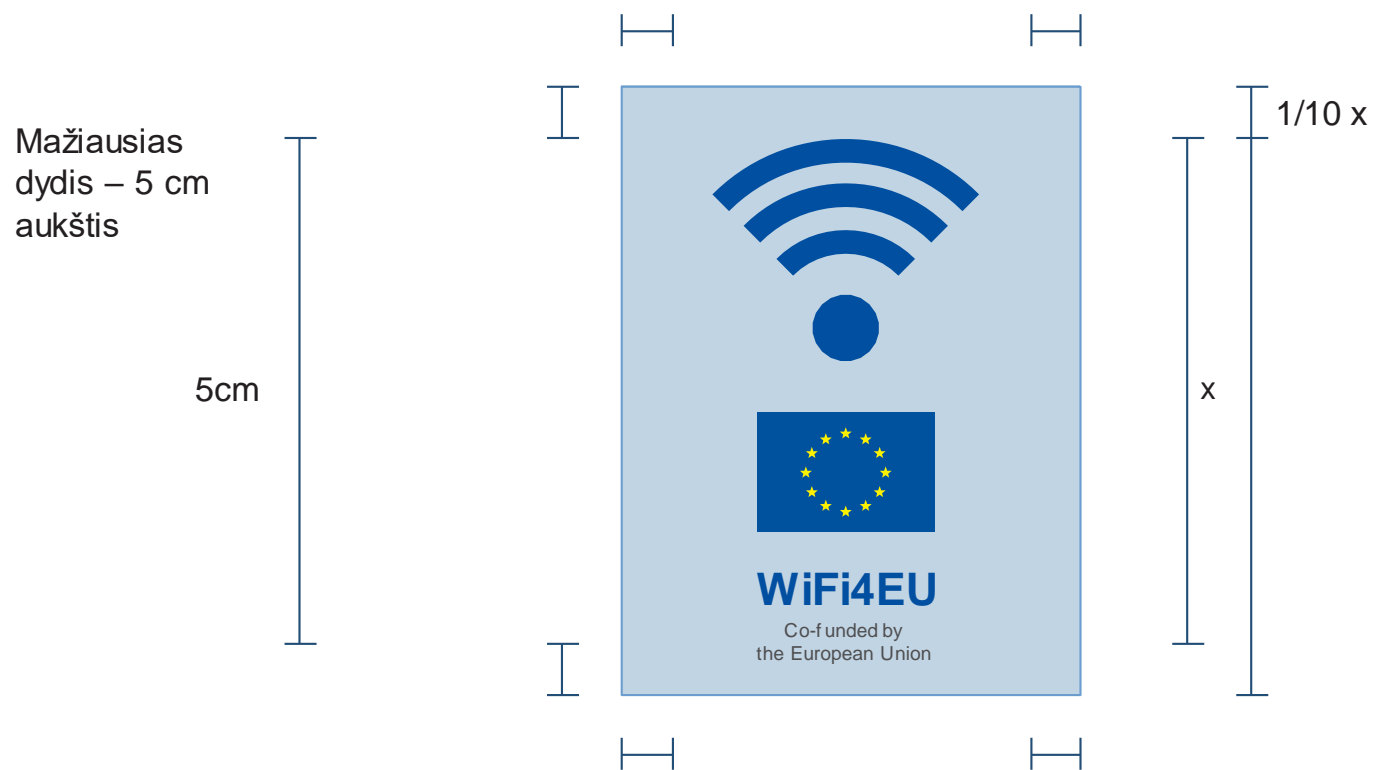 1/10 x
Mažiausias
dydis – 5 cm
aukštis
5cm
x
WiFi4EU
Co-funded by
the European Union